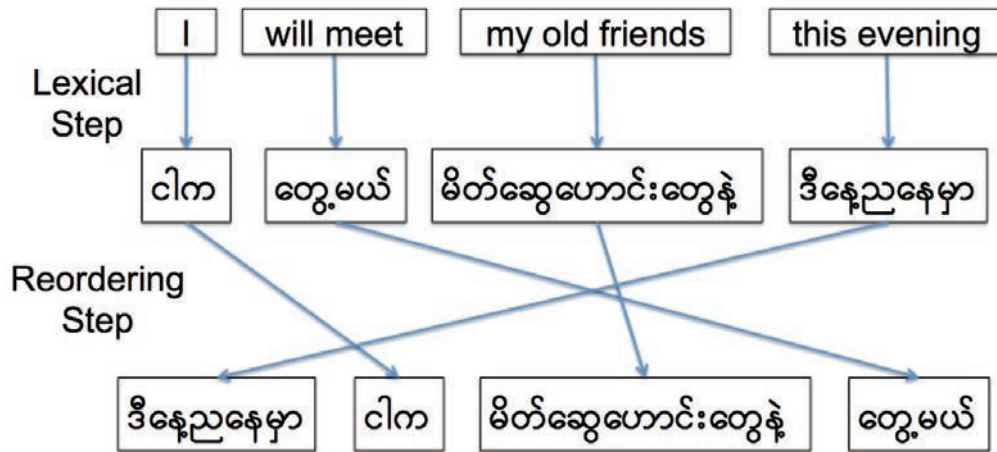 I will meet my old friends this evening
Lexical
Step
ငါက တွေ့မယ် မိတ်ဆွေဟောင်းတွေနဲ့ ဒီနေ့ညနေမှာ
Reordering
Step
ဒီနေ့ညနေမှာ ငါက မိတ်ဆွေဟောင်းတွေနဲ့ တွေ့မယ်